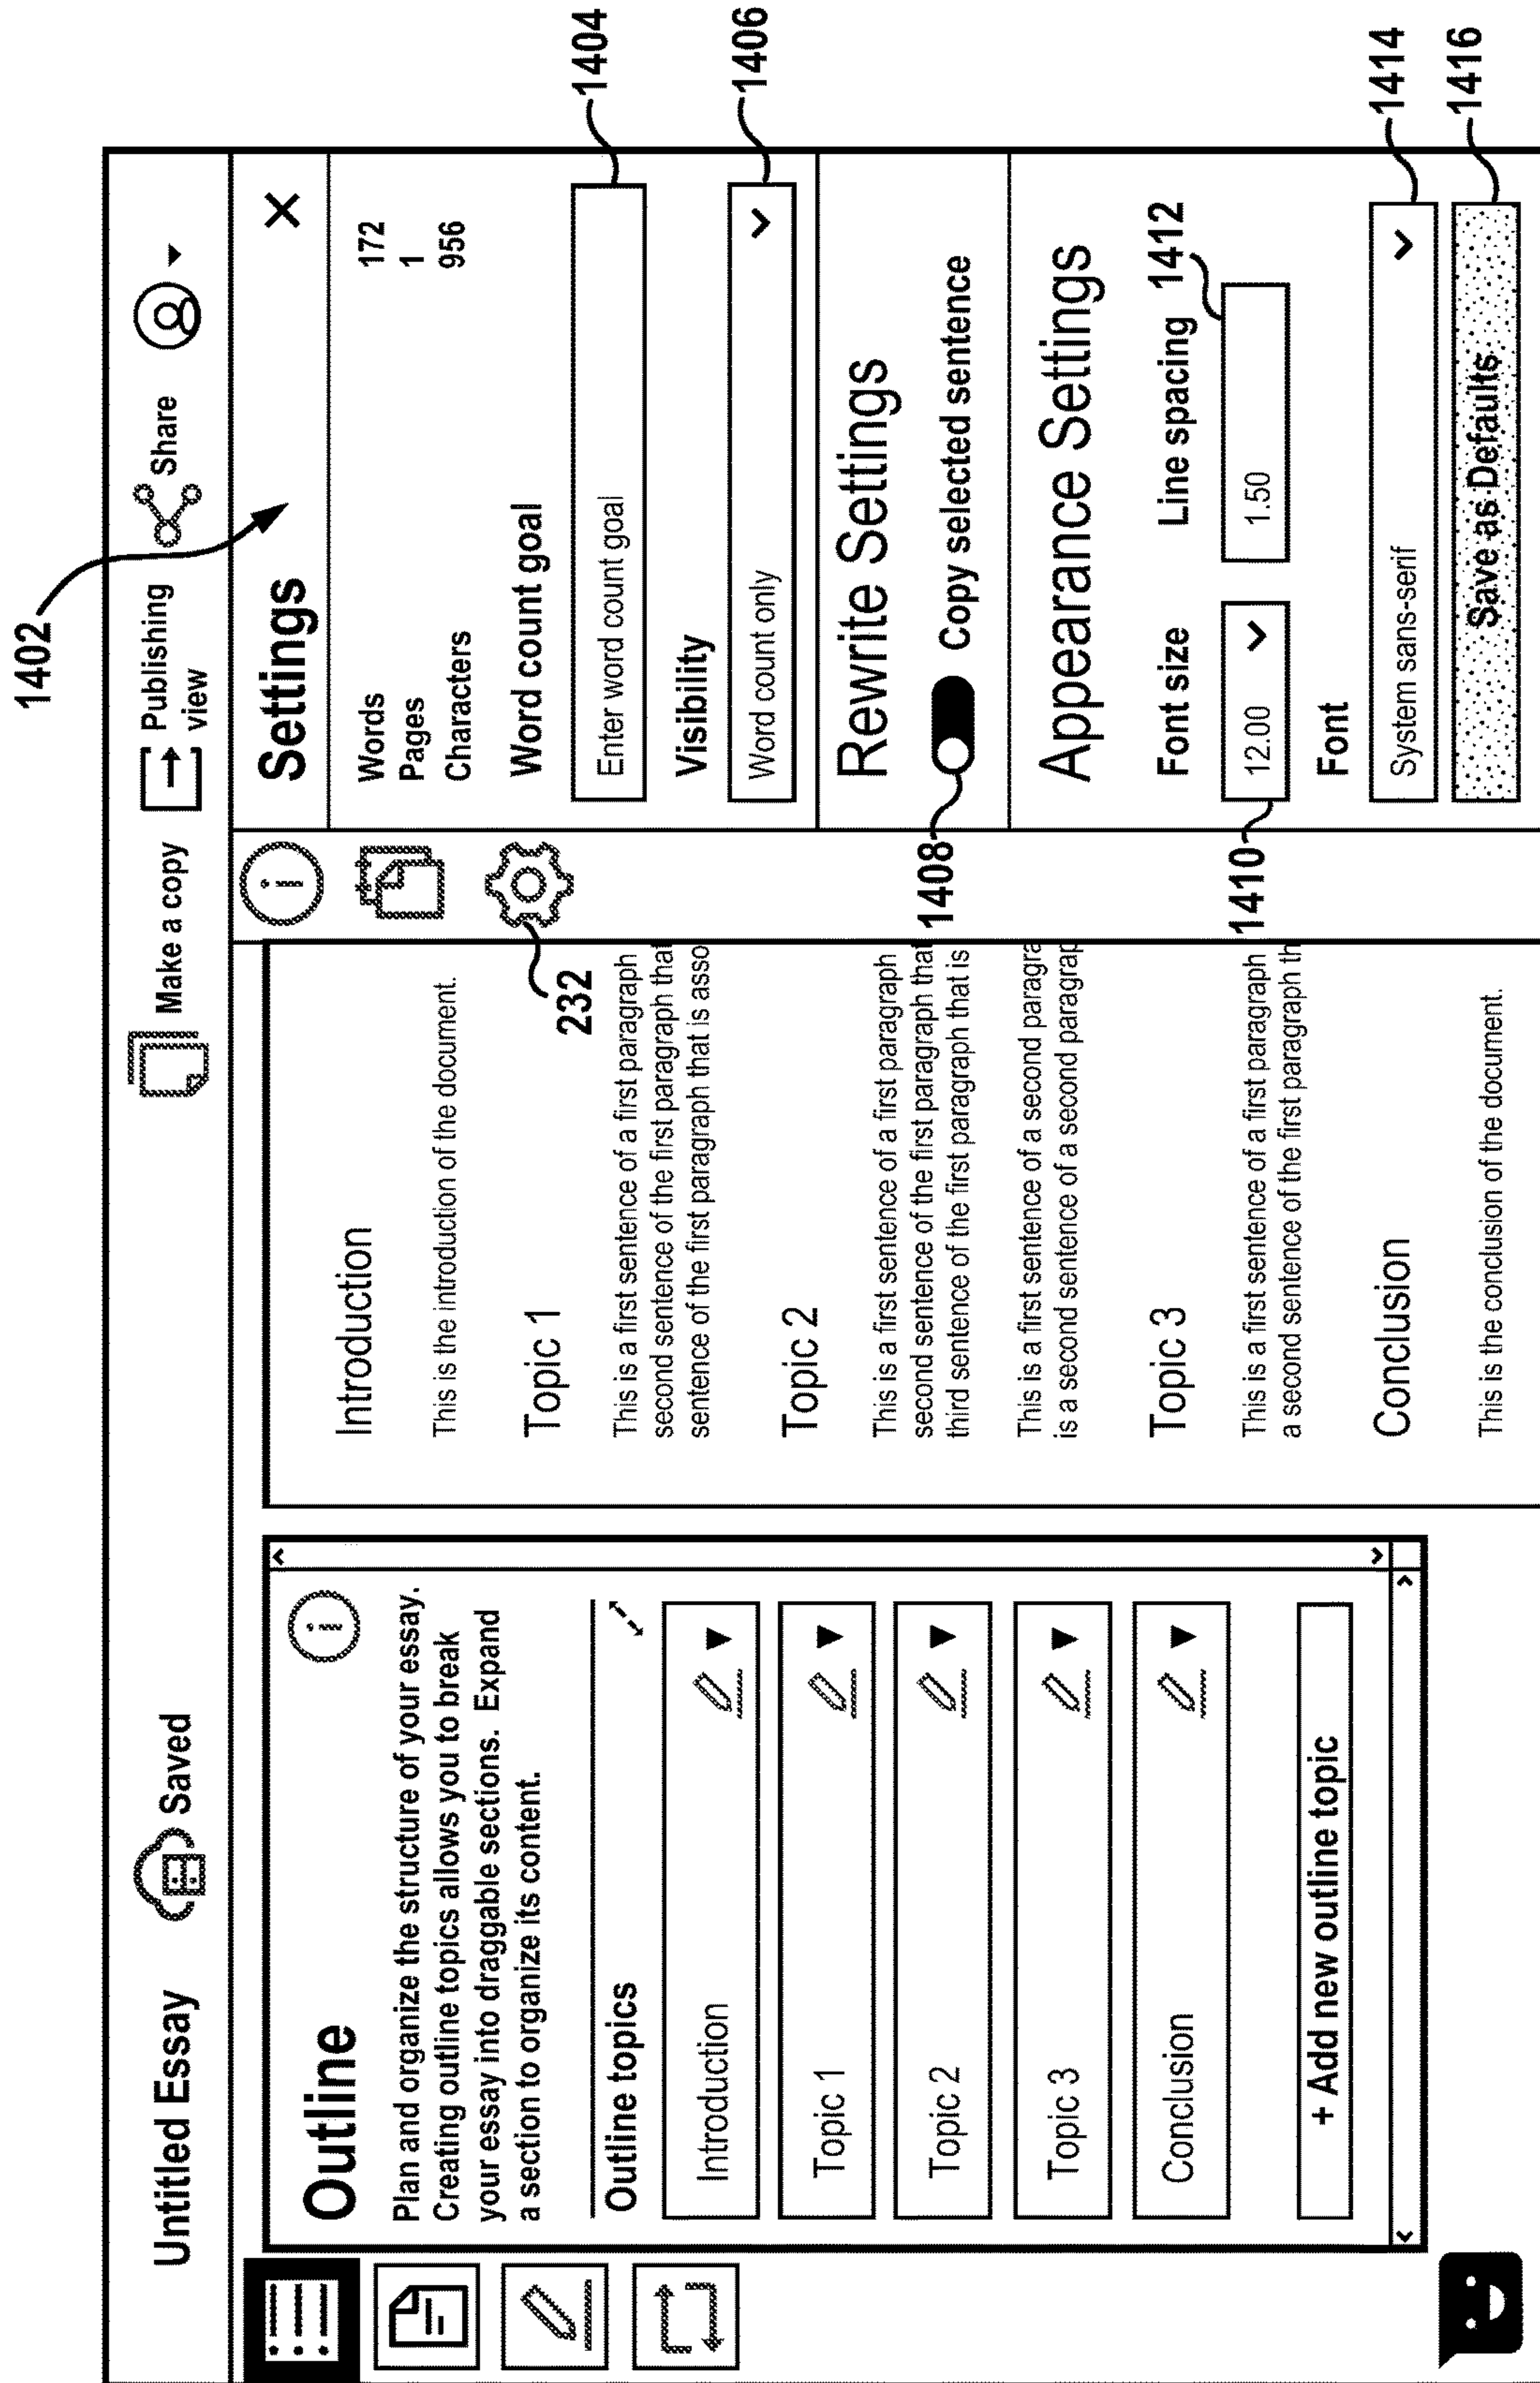 Untitled Essay
Saved
Make a copy
Publishing
view
Share
1402
Outline
Plan and organize the structure of your essay.
Creating outline topics allows you to break
your essay into draggable sections.  Expand
a section to organize its content.
Outline topics
Introduction
Topic 1
Topic 2
Topic 3
Conclusion
+ Add new outline topic
Introduction
This is the introduction of the document.
Topic 1
This is a first sentence of a first paragraph
second sentence of the first paragraph that
sentence of the first paragraph that is asso
Topic 2
This is a first sentence of a first paragraph
second sentence of the first paragraph that
third sentence of the first paragraph that is
This is a first sentence of a second paragra
is a second sentence of a second paragrap
Topic 3
This is a first sentence of a first paragraph
a second sentence of the first paragraph th
Conclusion
This is the conclusion of the document.
i
i
232
Settings
X
Words 172
Pages 1
Characters 956
Word count goal
Enter word count goal
1404
Visibility
Word count only
1406
Rewrite Settings
1408
Copy selected sentence
Appearance Settings
Font size
Line spacing
1412
1410
12.00
1.50
Font
System sans-serif
1414
Save as Defaults
1416